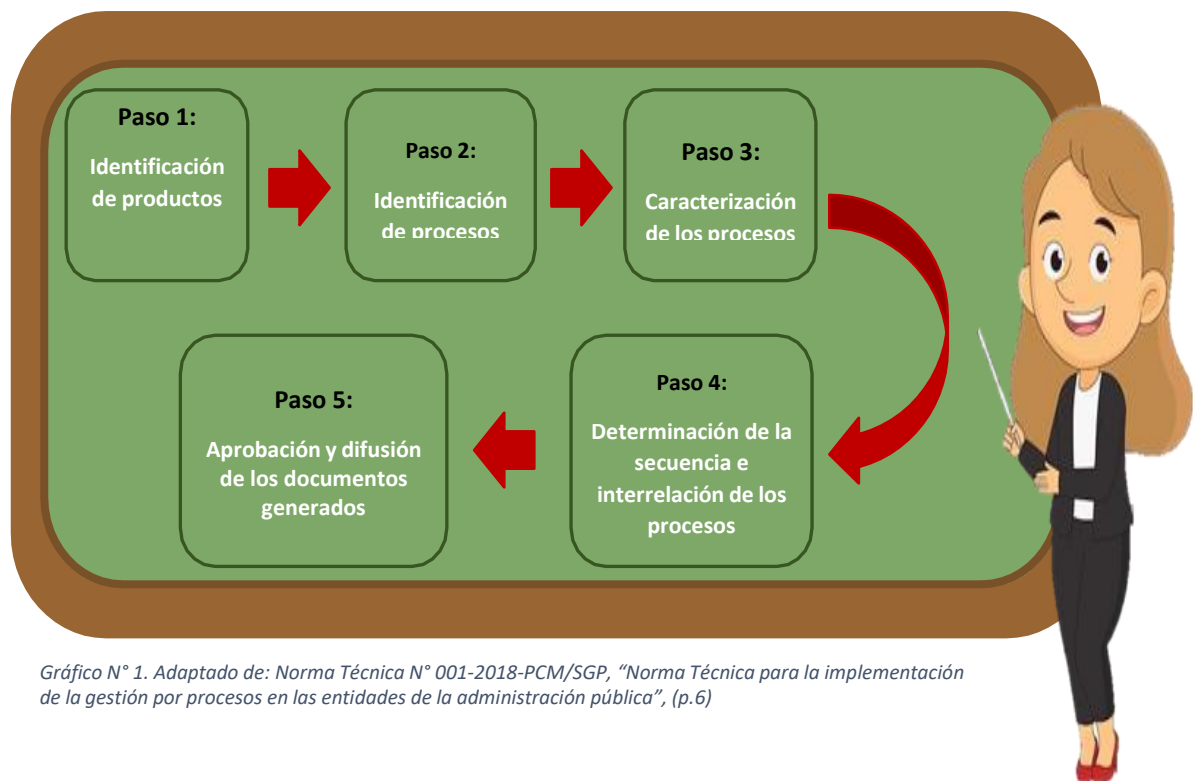 Paso 1:
Identificación
de productos
Paso 2:
Identificación
de procesos
Paso 3:
Caracterización
de los procesos
Paso 4:
Determinación de la
secuencia e
interrelación de los
procesos
Paso 5:
Aprobación y difusión
de los documentos
generados
Gráfico N° 1. Adaptado de: Norma Técnica N° 001-2018-PCM/SGP, “Norma Técnica para la implementación
de la gestión por procesos en las entidades de la administración pública”, (p.6)